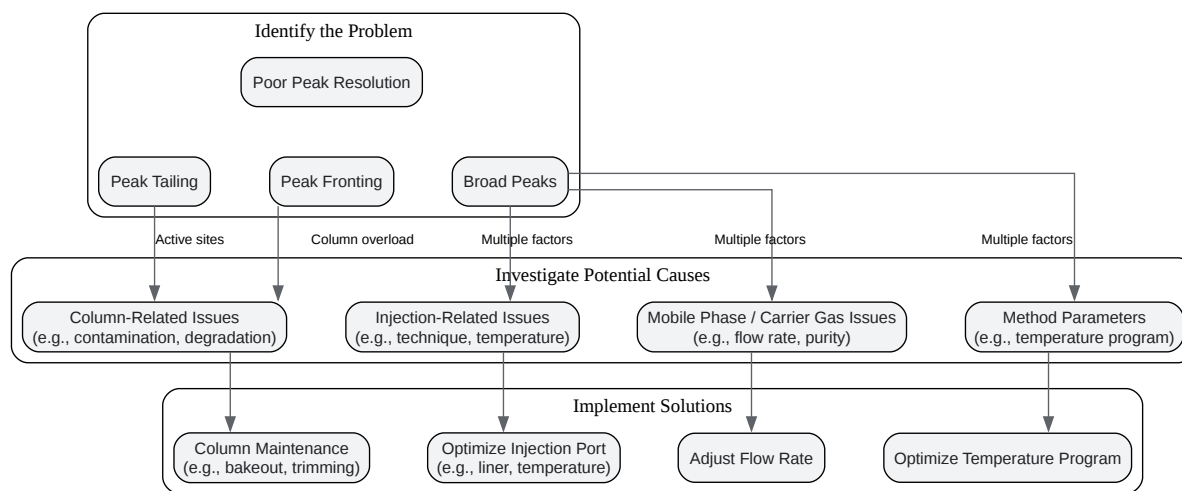 Identify the Problem
Poor Peak Resolution
Peak Tailing
Peak Fronting
Broad Peaks
Active sites
Column overload
Multiple factors
Multiple factors
Multiple factors
Investigate Potential Causes
Column-Related Issues
(e.g., contamination, degradation)
Injection-Related Issues
(e.g., technique, temperature)
Mobile Phase / Carrier Gas Issues
(e.g., flow rate, purity)
Method Parameters
(e.g., temperature program)
Implement Solutions
Column Maintenance
(e.g., bakeout, trimming)
Optimize Injection Port
(e.g., liner, temperature)
Adjust Flow Rate
Optimize Temperature Program